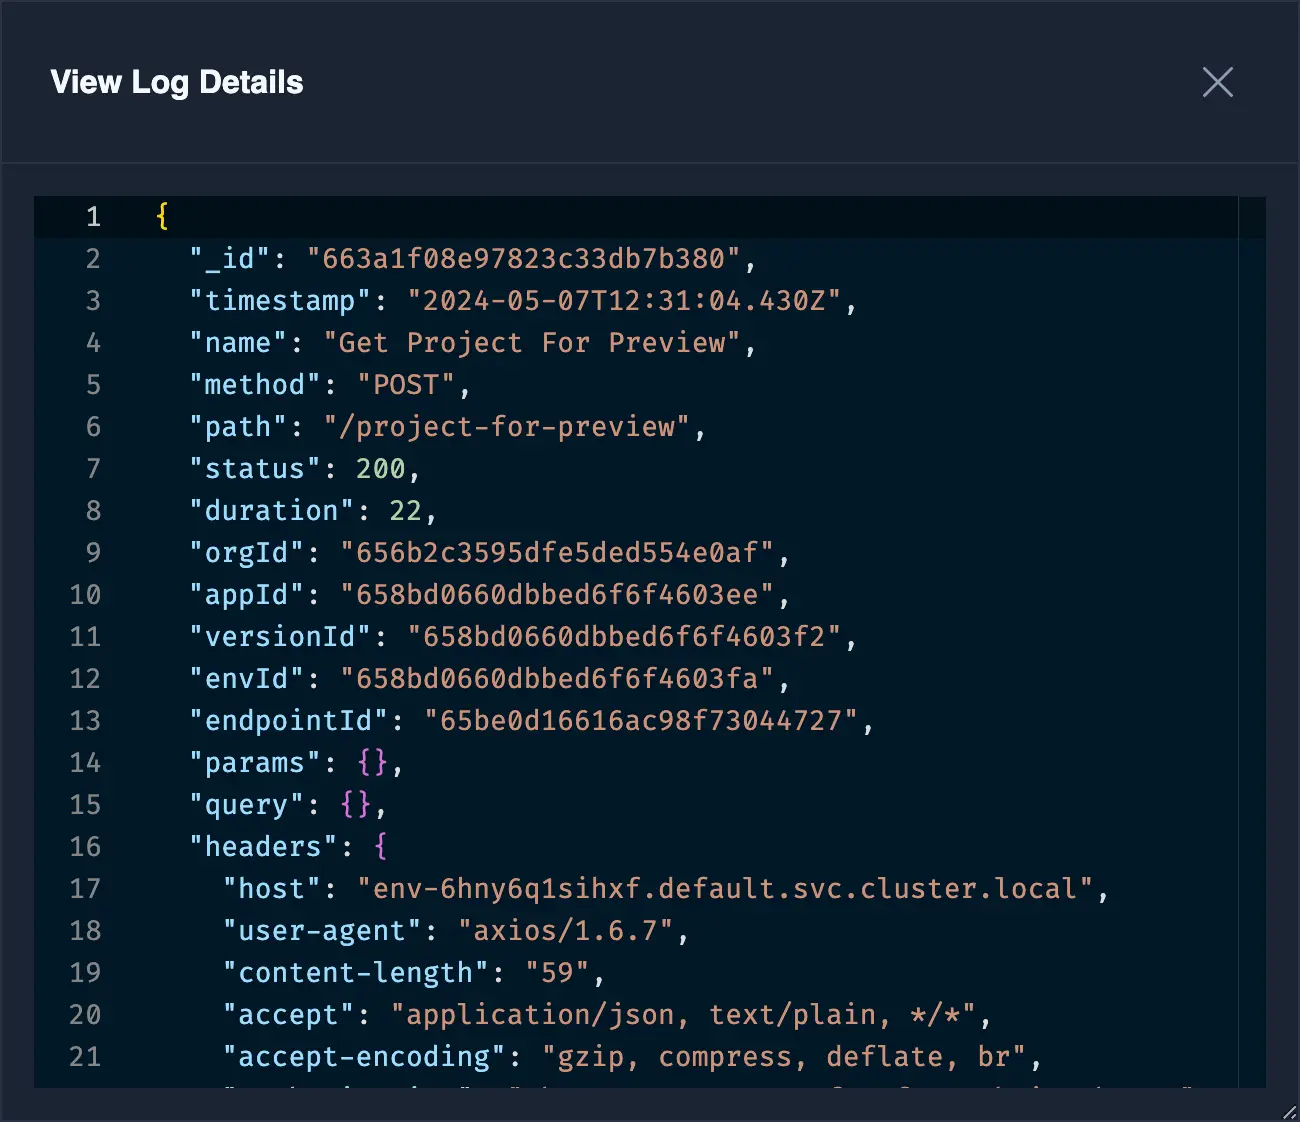 View Log Details
1 {
2 "_id": "663a1f08e97823c33db7b380",
3 "timestamp": "2024-05-07T12:31:04.430Z",
4 "name": "Get Project For Preview",
5 "method": "POST",
6 "path": "/project-for-preview",
7 "status": 200,
8 "duration": 22,
9 "orgId": "656b2c3595dfe5ded554e0af",
10 "appId": "658bd0660dbbed6f6f4603ee",
11 "versionId": "658bd0660dbbed6f6f4603f2",
12 "envId": "658bd0660dbbed6f6f4603fa",
13 "endpointId": "65be0d16616ac98f73044727",
14 "params": {},
15 "query": {},
16 "headers": {
17 "host": "env-6hny6q1sihxf.default.svc.cluster.local",
18 "user-agent": "axios/1.6.7",
19 "content-length": "59",
20 "accept": "application/json, text/plain, */*",
21 "accept-encoding": "gzip, compress, deflate, br",